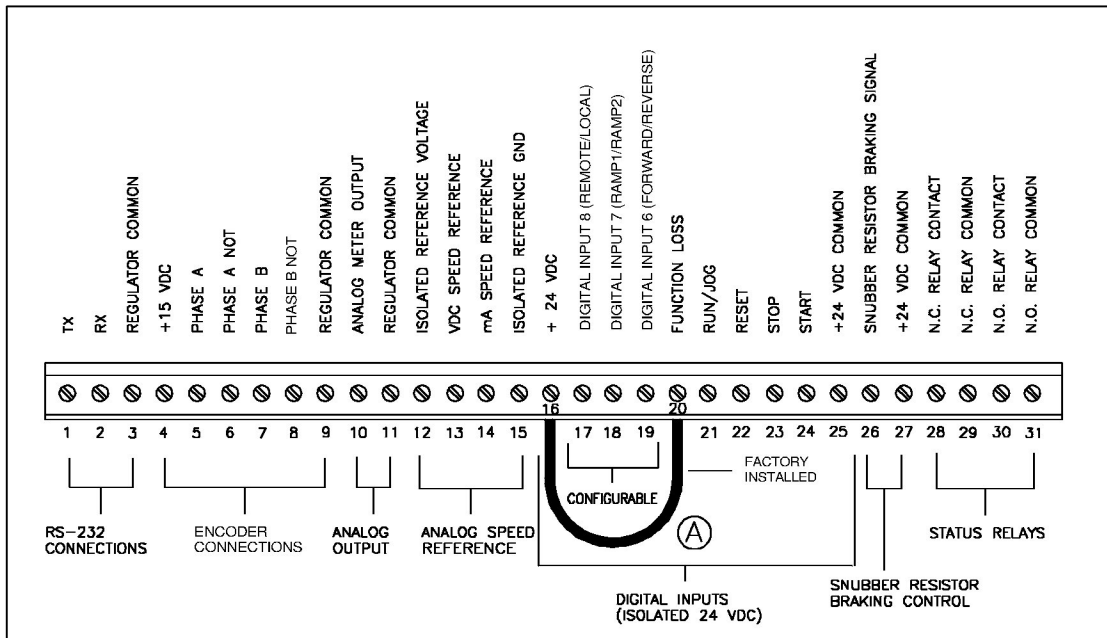 TX
RX
REGULATOR COMMON
+15 VDC
PHASE A
PHASE A NOT
PHASE B
PHASE B NOT
REGULATOR COMMON
ANALOG METER OUTPUT
REGULATOR COMMON
ISOLATED REFERENCE VOLTAGE
VDC SPEED REFERENCE
mA SPEED REFERENCE
ISOLATED REFERENCE GND
+ 24 VDC
DIGITAL INPUT 8 (REMOTE/LOCAL)
DIGITAL INPUT 7 (RAMP1/RAMP2)
DIGITAL INPUT 6 (FORWARD/REVERSE)
FUNCTION LOSS
RUN/JOG
RESET
STOP
START
+24 VDC COMMON
SNUBBER RESISTOR BRAKING SIGNAL
+24 VDC COMMON
N.C. RELAY CONTACT
N.C. RELAY COMMON
N.O. RELAY CONTACT
N.O. RELAY COMMON
1 2 3 4 5 6 7 8 9 10 11 12 13 14 15 16 17 18 19 20 21 22 23 24 25 26 27 28 29 30 31
RS-232
CONNECTIONS
ENCODER
CONNECTIONS
ANALOG
OUTPUT
ANALOG SPEED
REFERENCE
CONFIGURABLE
FACTORY
INSTALLED
A
DIGITAL INPUTS
(ISOLATED 24 VDC)
SNUBBER RESISTOR
BRAKING CONTROL
STATUS RELAYS